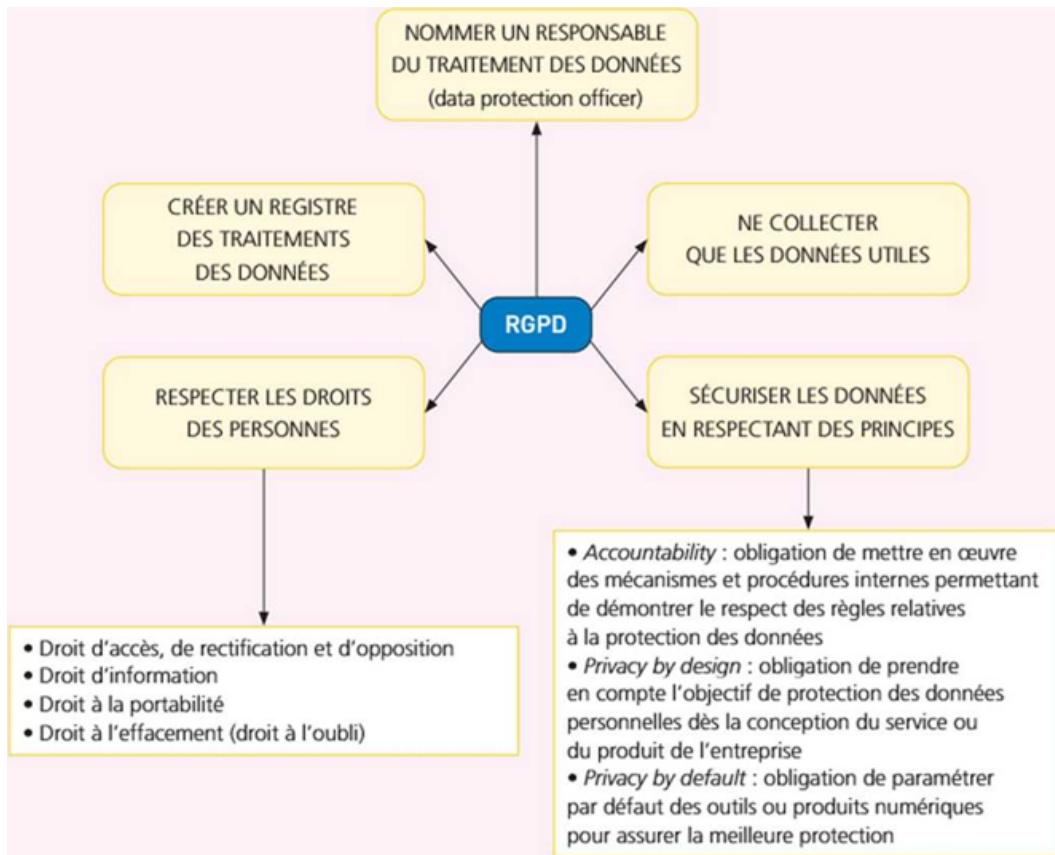 NOMMER UN RESPONSABLE
DU TRAITEMENT DES DONNÉES
(data protection officer)
CRÉER UN REGISTRE
DES TRAITEMENTS
DES DONNÉES
NE COLLECTER
QUE LES DONNÉES UTILES
RGPD
RESPECTER LES DROITS
DES PERSONNES
SÉCURISER LES DONNÉES
EN RESPECTANT DES PRINCIPES
• Droit d’accès, de rectification et d’opposition
• Droit d’information
• Droit à la portabilité
• Droit à l’effacement (droit à l’oubli)
• Accountability : obligation de mettre en œuvre
des mécanismes et procédures internes permettant
de démontrer le respect des règles relatives
à la protection des données
• Privacy by design : obligation de prendre
en compte l’objectif de protection des données
personnelles dès la conception du service ou
du produit de l’entreprise
• Privacy by default : obligation de paramétrer
par défaut des outils ou produits numériques
pour assurer la meilleure protection